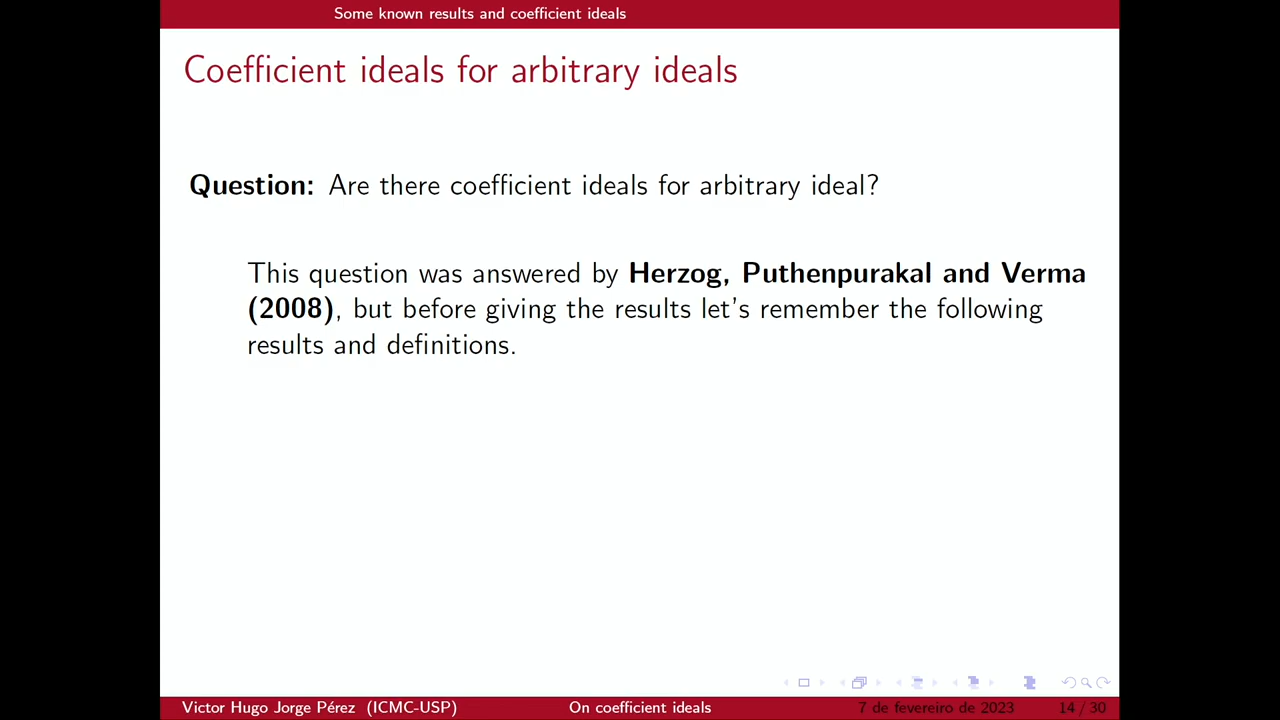 Some known results and coefficient ideals
Coefficient ideals for arbitrary ideals
Question: Are there coefficient ideals for arbitrary ideal?
This question was answered by Herzog, Puthenpurakal and Verma
(2008), but before giving the results let's remember the following
results and definitions.
Victor Hugo Jorge Pérez (ICMC-USP) On coefficient ideals 7 de fevereiro de 2023 14 / 30